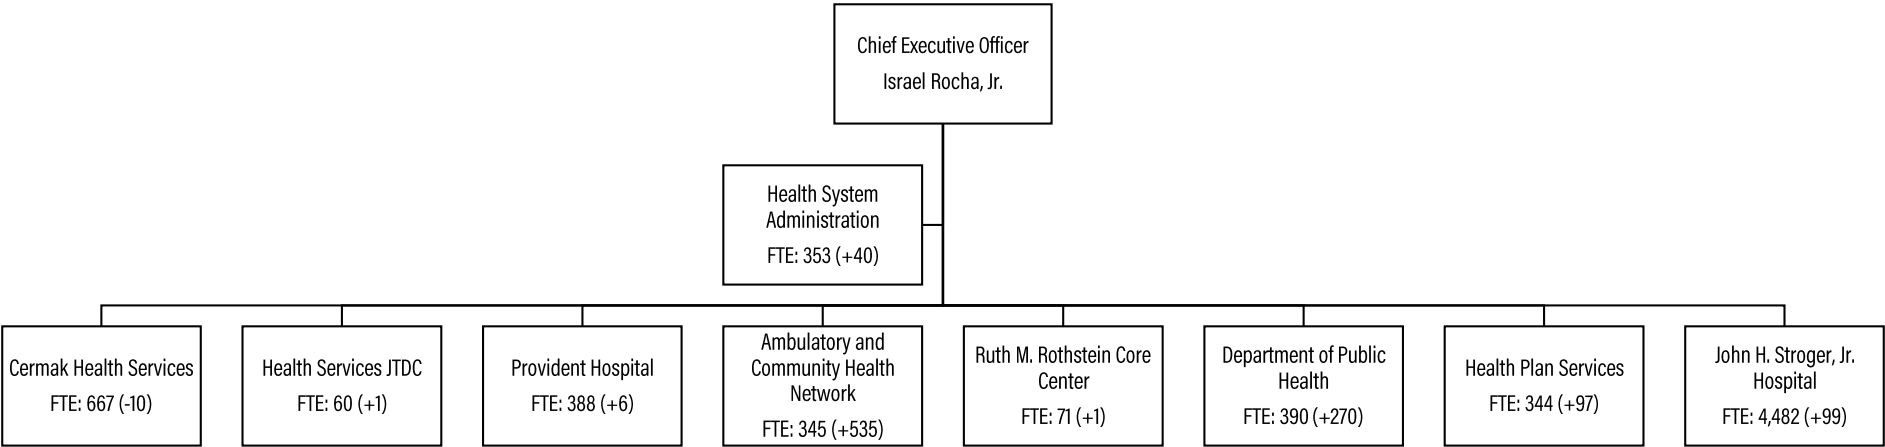 Chief Executive Officer
Israel Rocha, Jr.
Health System
Administration
FTE: 353 (+40)
Cermak Health Services
FTE: 667 (-10)
Health Services JTDC
FTE: 60 (+1)
Provident Hospital
FTE: 388 (+6)
Ambulatory and
Community Health
Network
FTE: 345 (+535)
Ruth M. Rothstein Core
Center
FTE: 71 (+1)
Department of Public
Health
FTE: 390 (+270)
Health Plan Services
FTE: 344 (+97)
John H. Stroger, Jr.
Hospital
FTE: 4,482 (+99)